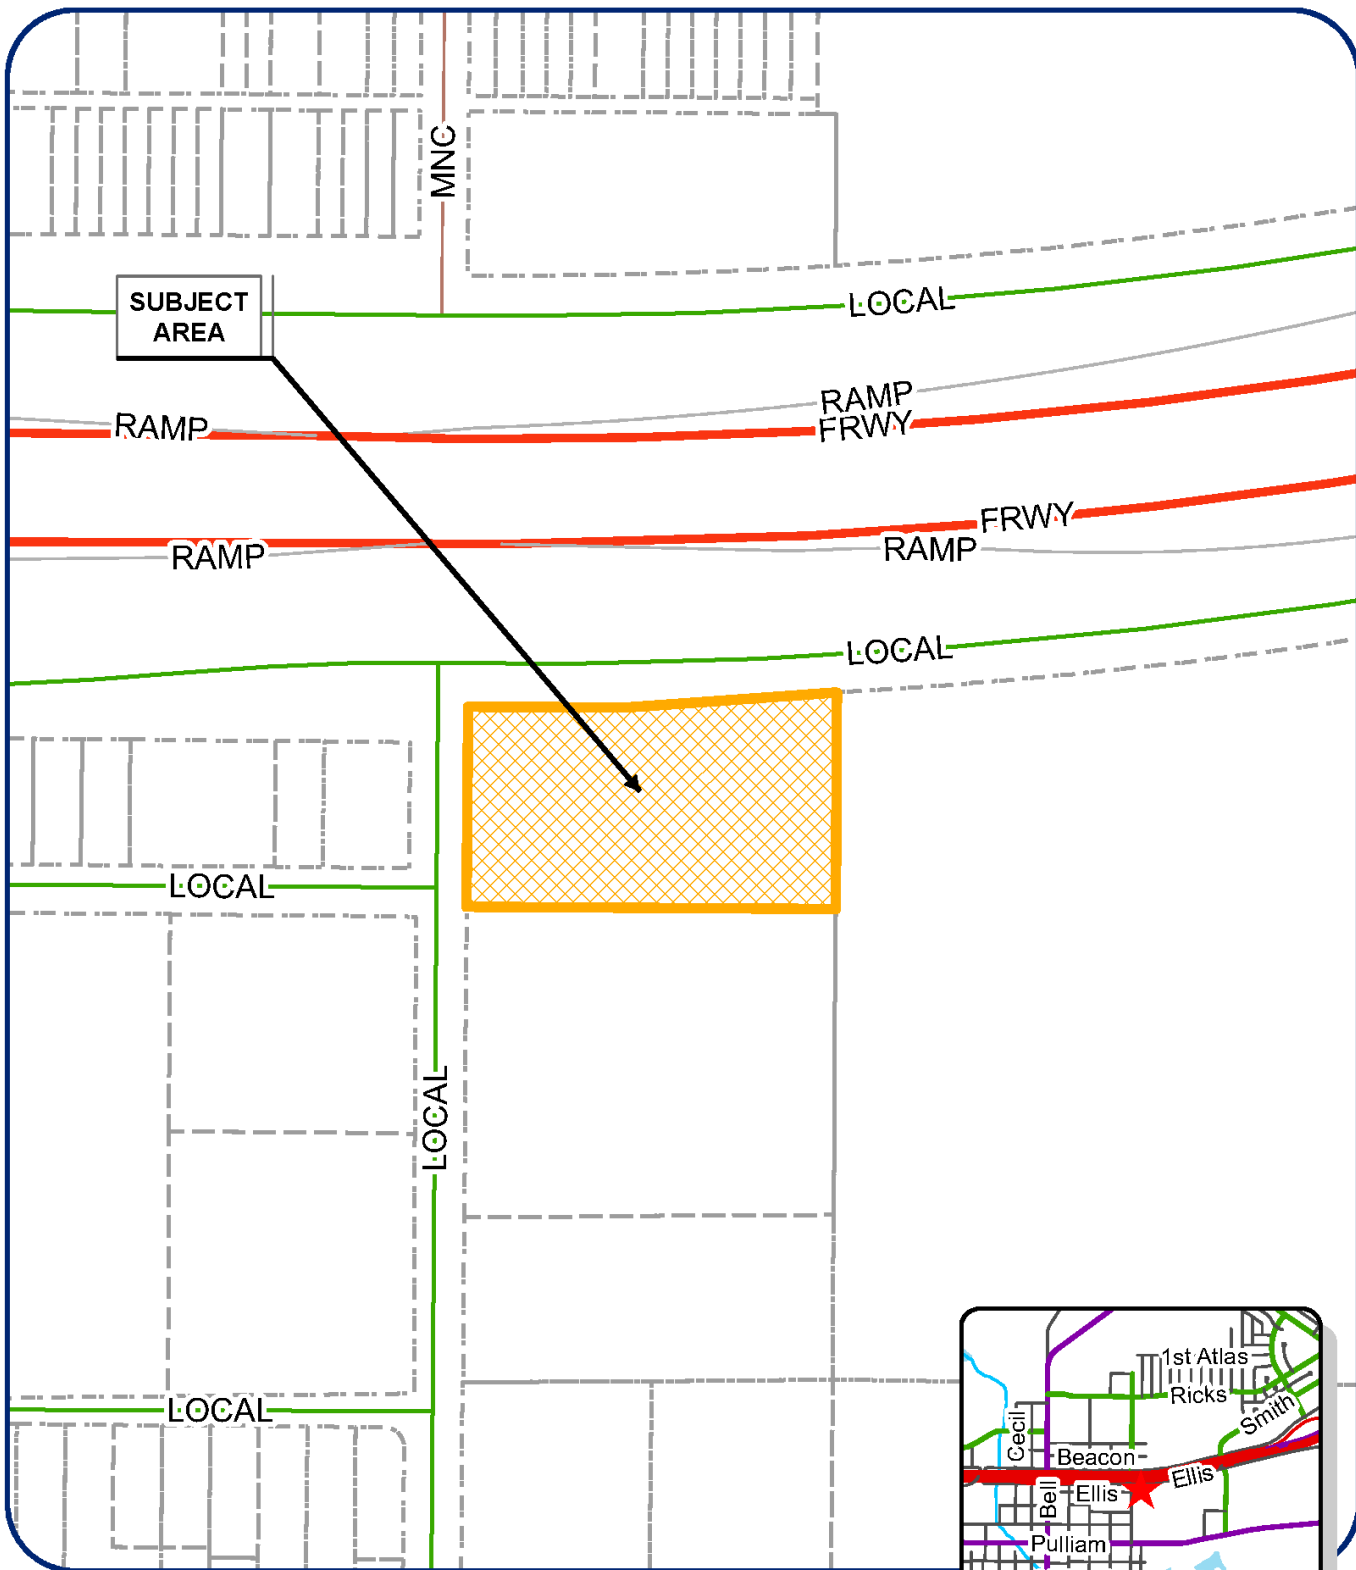 MNC
SUBJECT
AREA
LOCAL
RAMP
RAMP
FRWY
FRWY
RAMP
RAMP
LOCAL
LOCAL
LOCAL
LOCAL
1st Atlas
Ricks
Smith
Cecil
Beacon
Ellis
Bell
Ellis
Pulliam